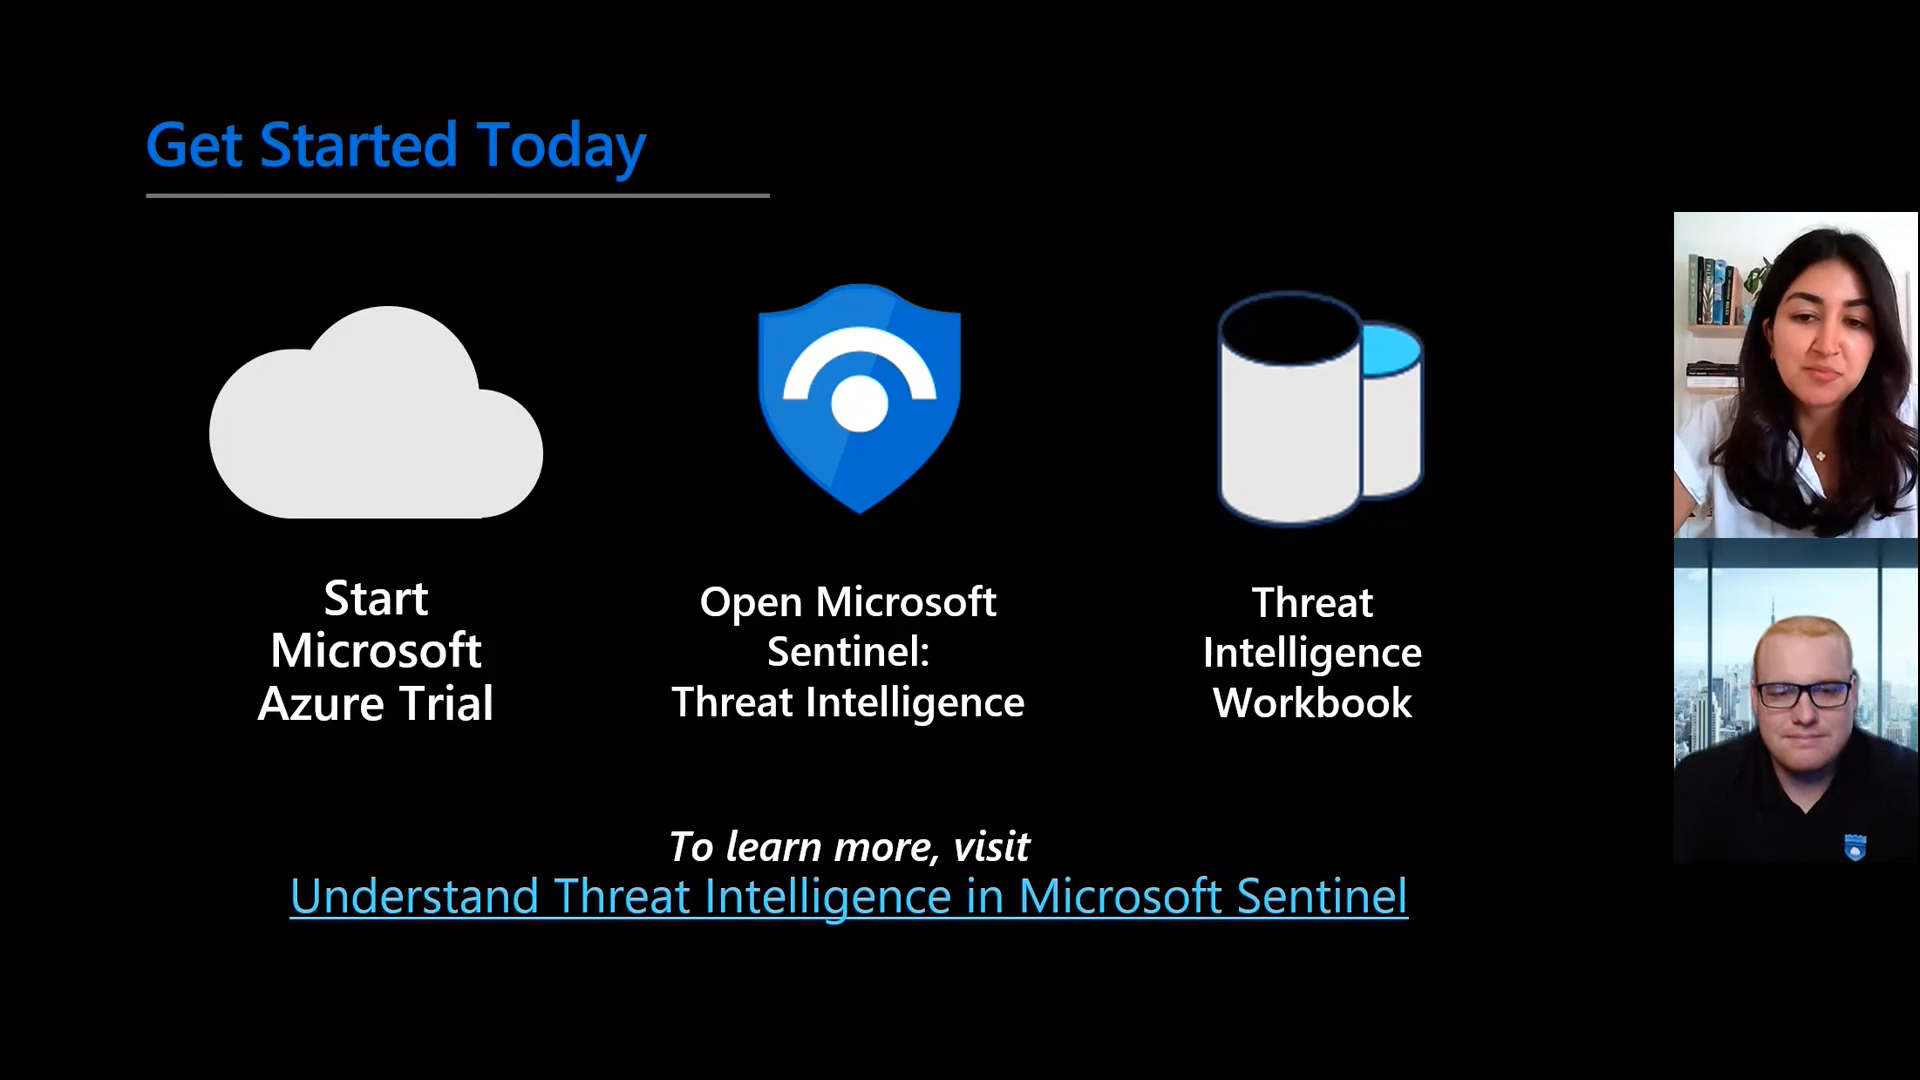 Get Started Today
Start
Microsoft
Azure Trial
Open Microsoft
Sentinel:
Threat Intelligence
Threat
Intelligence
Workbook
To learn more, visit
Understand Threat Intelligence in Microsoft Sentinel